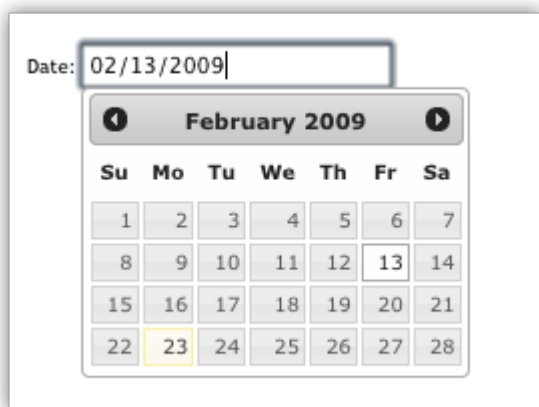 Date: 02/13/2009
February 2009
Su Mo Tu We Th Fr Sa
1 2 3 4 5 6 7
8 9 10 11 12 13 14
15 16 17 18 19 20 21
22 23 24 25 26 27 28